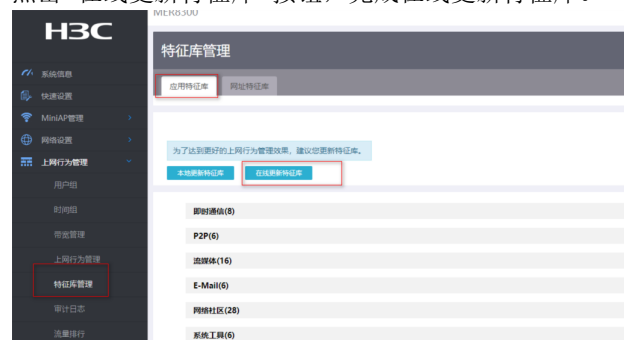 点击"在线更新特征库"按钮，完成在线更新特征库。
MER8300
H3C
特征库管理
系统信息
应用特征库
网址特征库
快速设置
MiniAP管理
网络设置
为了达到更好的上网行为管理效果，建议您更新特征库。
上网行为管理
本地更新特征库
在线更新特征库
用户组
时间组
即时通信(8)
带宽管理
P2P(6)
上网行为管理
流媒体(16)
特征库管理
E-Mail(6)
审计日志
网络社区(28)
流量排行
系统工具(6)